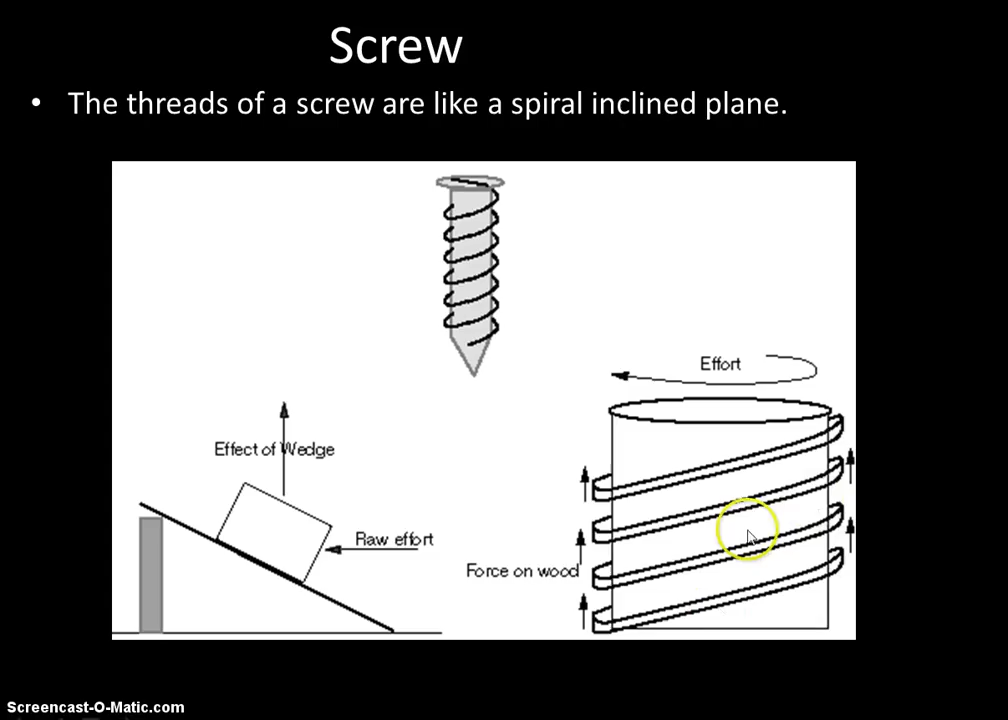 Screw
• The threads of a screw are like a spiral inclined plane.
Effort
Effect of Wedge
Raw effort
Force on wood
Screencast-O-Matic.com